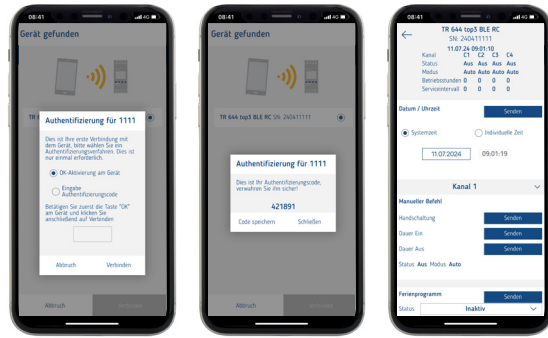 08:41
4G
Gerät gefunden
TR 6
Authentifizierung für 1111
Dies ist Ihre erste Verbindung mit
dem Gerät, bitte wählen Sie ein
Authentifizierungsverfahren. Dies ist
nur einmal erforderlich.
OK-Aktivierung am Gerät
Eingabe
Authentifizierungscode
Betätigen Sie zuerst die Taste "OK"
am Gerät und klicken Sie
anschließend auf Verbinden
Abbruch Verbinden
Abbruch Verbinden
08:41
4G
Gerät gefunden
TR 644 top3 BLE RC SN: 240411111
Authentifizierung für 1111
Dies ist Ihr Authentifizierungscode,
verwahren Sie ihn sicher!
421891
Code speichern Schließen
Abbruch Verbinden
08:41
4G
TR 644 top3 BLE RC
SN: 240411111
11.07.24 09:01:10
Kanal C1 C2 C3 C4
Status Aus Aus Aus Aus
Modus Auto Auto Auto Auto
Betriebsstunden 0 0 0 0
Serviceintervall 0 0 0 0
Datum / Uhrzeit Senden
Systemzeit Individuelle Zeit
11.07.2024 09:01:19
Kanal 1
Manueller Befehl
Handschaltung Senden
Dauer Ein Senden
Dauer Aus Senden
Status Aus Modus Auto
Ferienprogramm Senden
Status Inaktiv